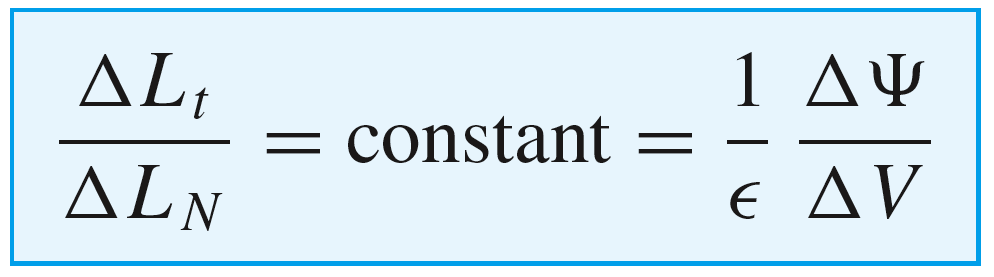 ΔL_t / ΔL_N = constant = 1/ϵ ΔΨ/ΔV